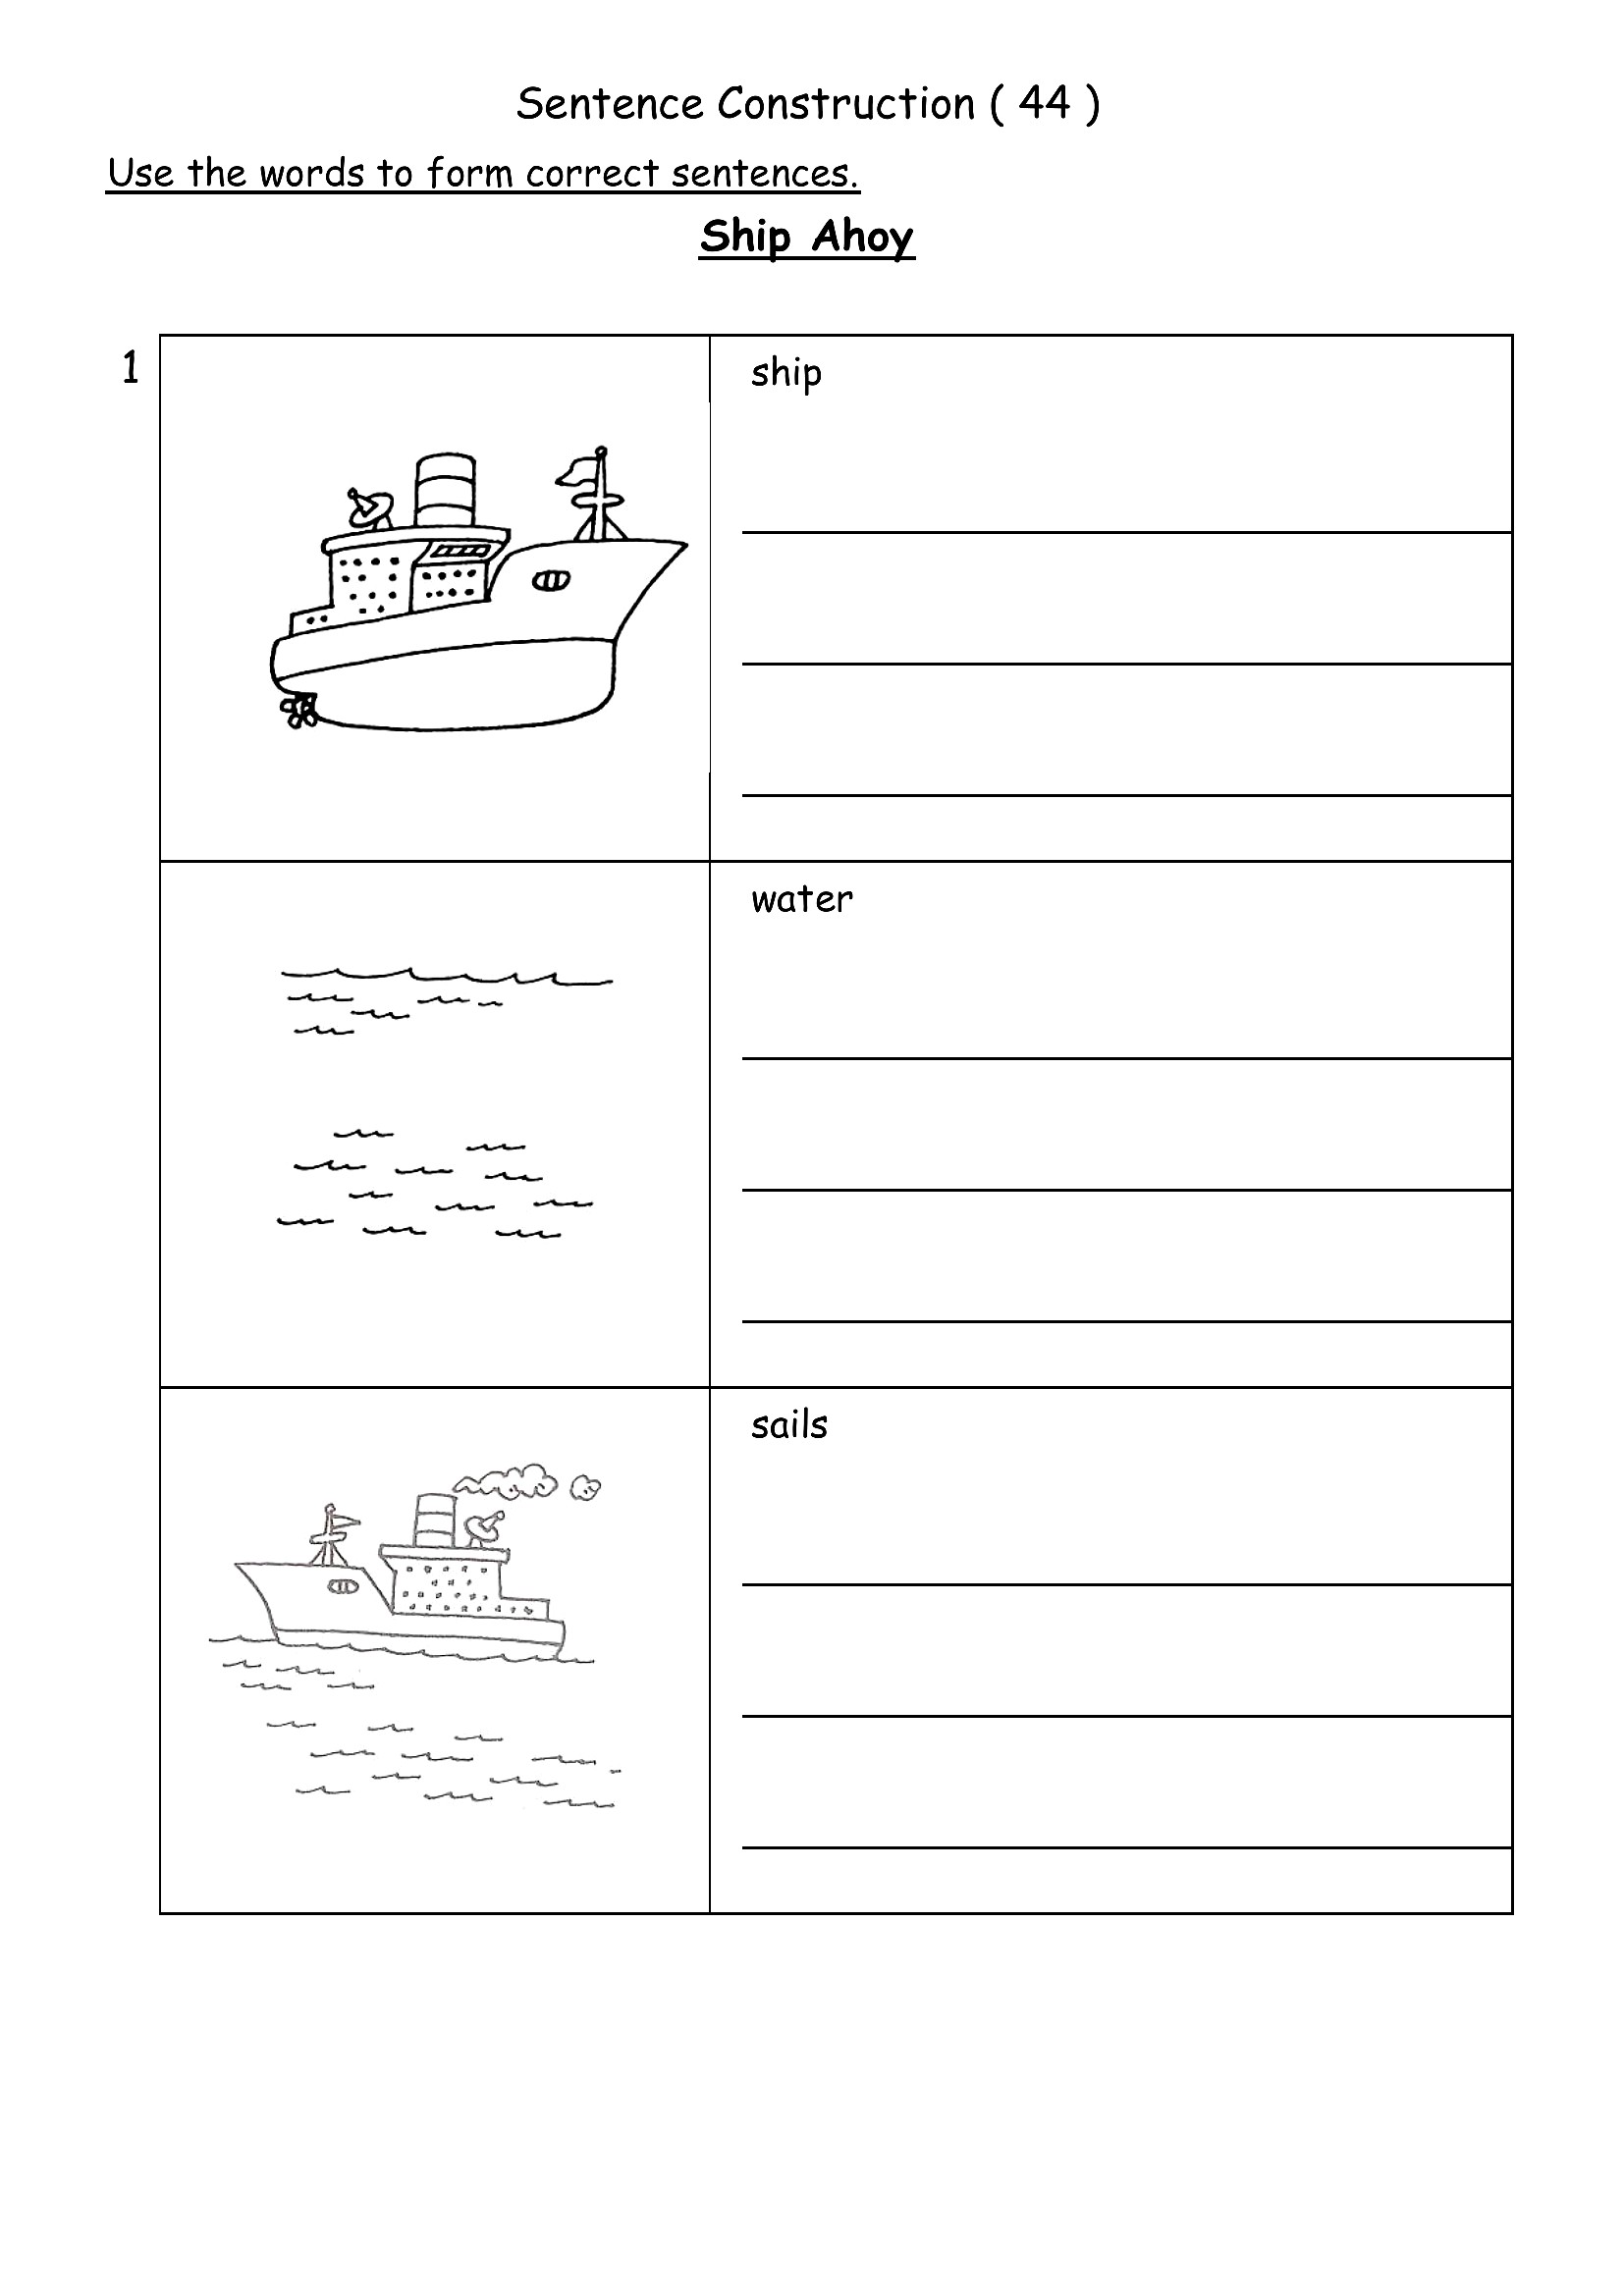 Sentence Construction ( 44 )
Use the words to form correct sentences.
Ship Ahoy
1
ship
water
sails